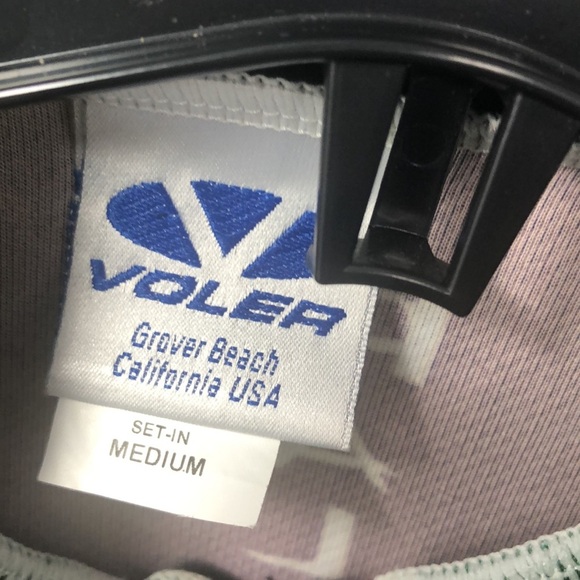 VOLER
Grover Beach
California USA
SET-IN
MEDIUM